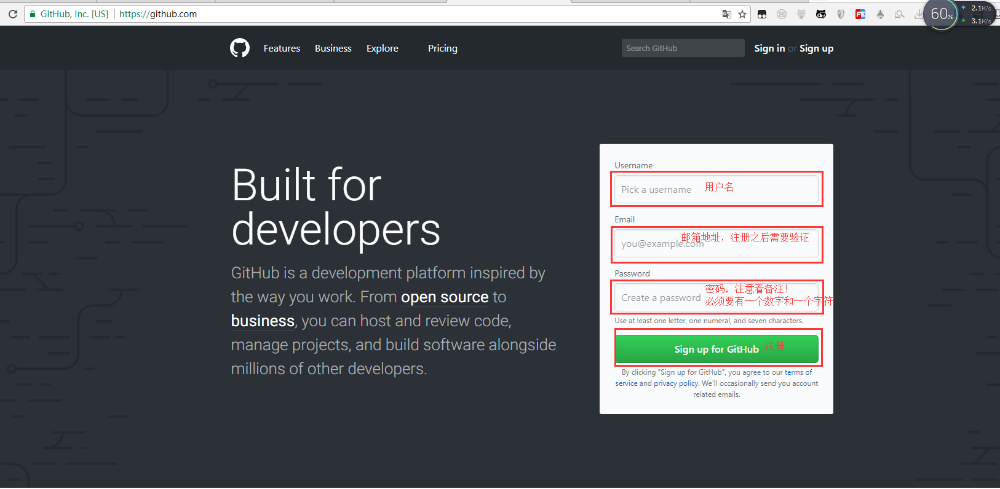 GitHub, Inc. [US]
https://github.com
60%
2.1K/s
3.1K/s
Features
Business
Explore
Pricing
Search GitHub
Sign in or Sign up
Built for
developers
GitHub is a development platform inspired by
the way you work. From open source to
business, you can host and review code,
manage projects, and build software alongside
millions of other developers.
Username
Pick a username
用户名
Email
邮箱地址，注册之后需要验证
you@example.com
Password
密码，注意看备注！
Create a password
必须要有一个数字和一个字符
Use at least one letter, one numeral, and seven characters.
Sign up for GitHub
注册
By clicking "Sign up for GitHub", you agree to our terms of
service and privacy policy. We'll occasionally send you account
related emails.